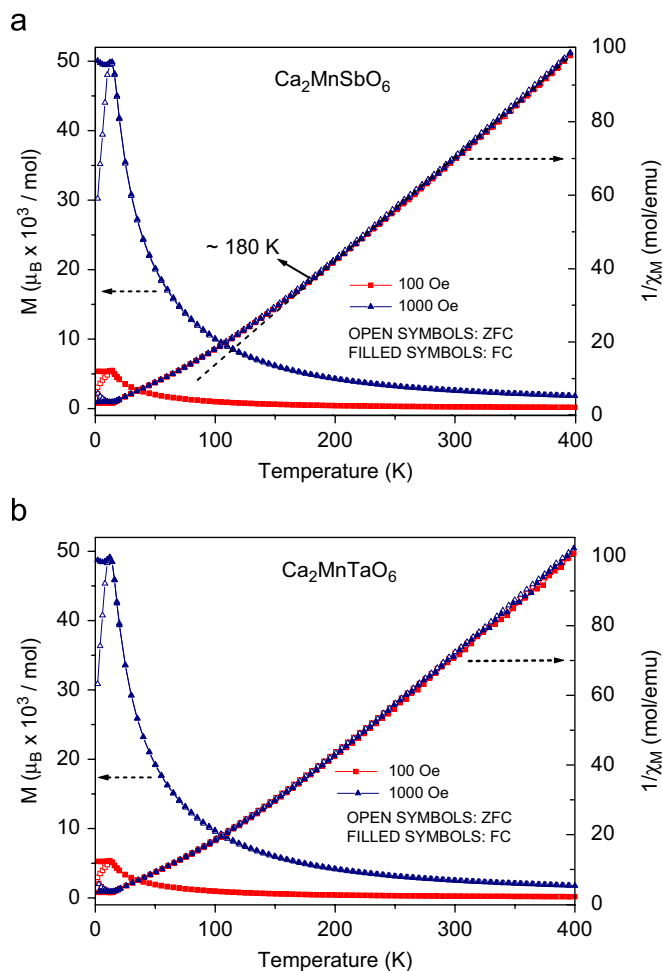 a
50
40
30
20
10
0
M (μB x 10³ / mol)
Ca₂MnSbO₆
~ 180 K
100 Oe
1000 Oe
OPEN SYMBOLS: ZFC
FILLED SYMBOLS: FC
100
80
60
40
20
0
1/χM (mol/emu)
0 100 200 300 400
Temperature (K)
b
50
40
30
20
10
0
M (μB x 10³ / mol)
Ca₂MnTaO₆
100 Oe
1000 Oe
OPEN SYMBOLS: ZFC
FILLED SYMBOLS: FC
100
80
60
40
20
0
1/χM (mol/emu)
0 100 200 300 400
Temperature (K)